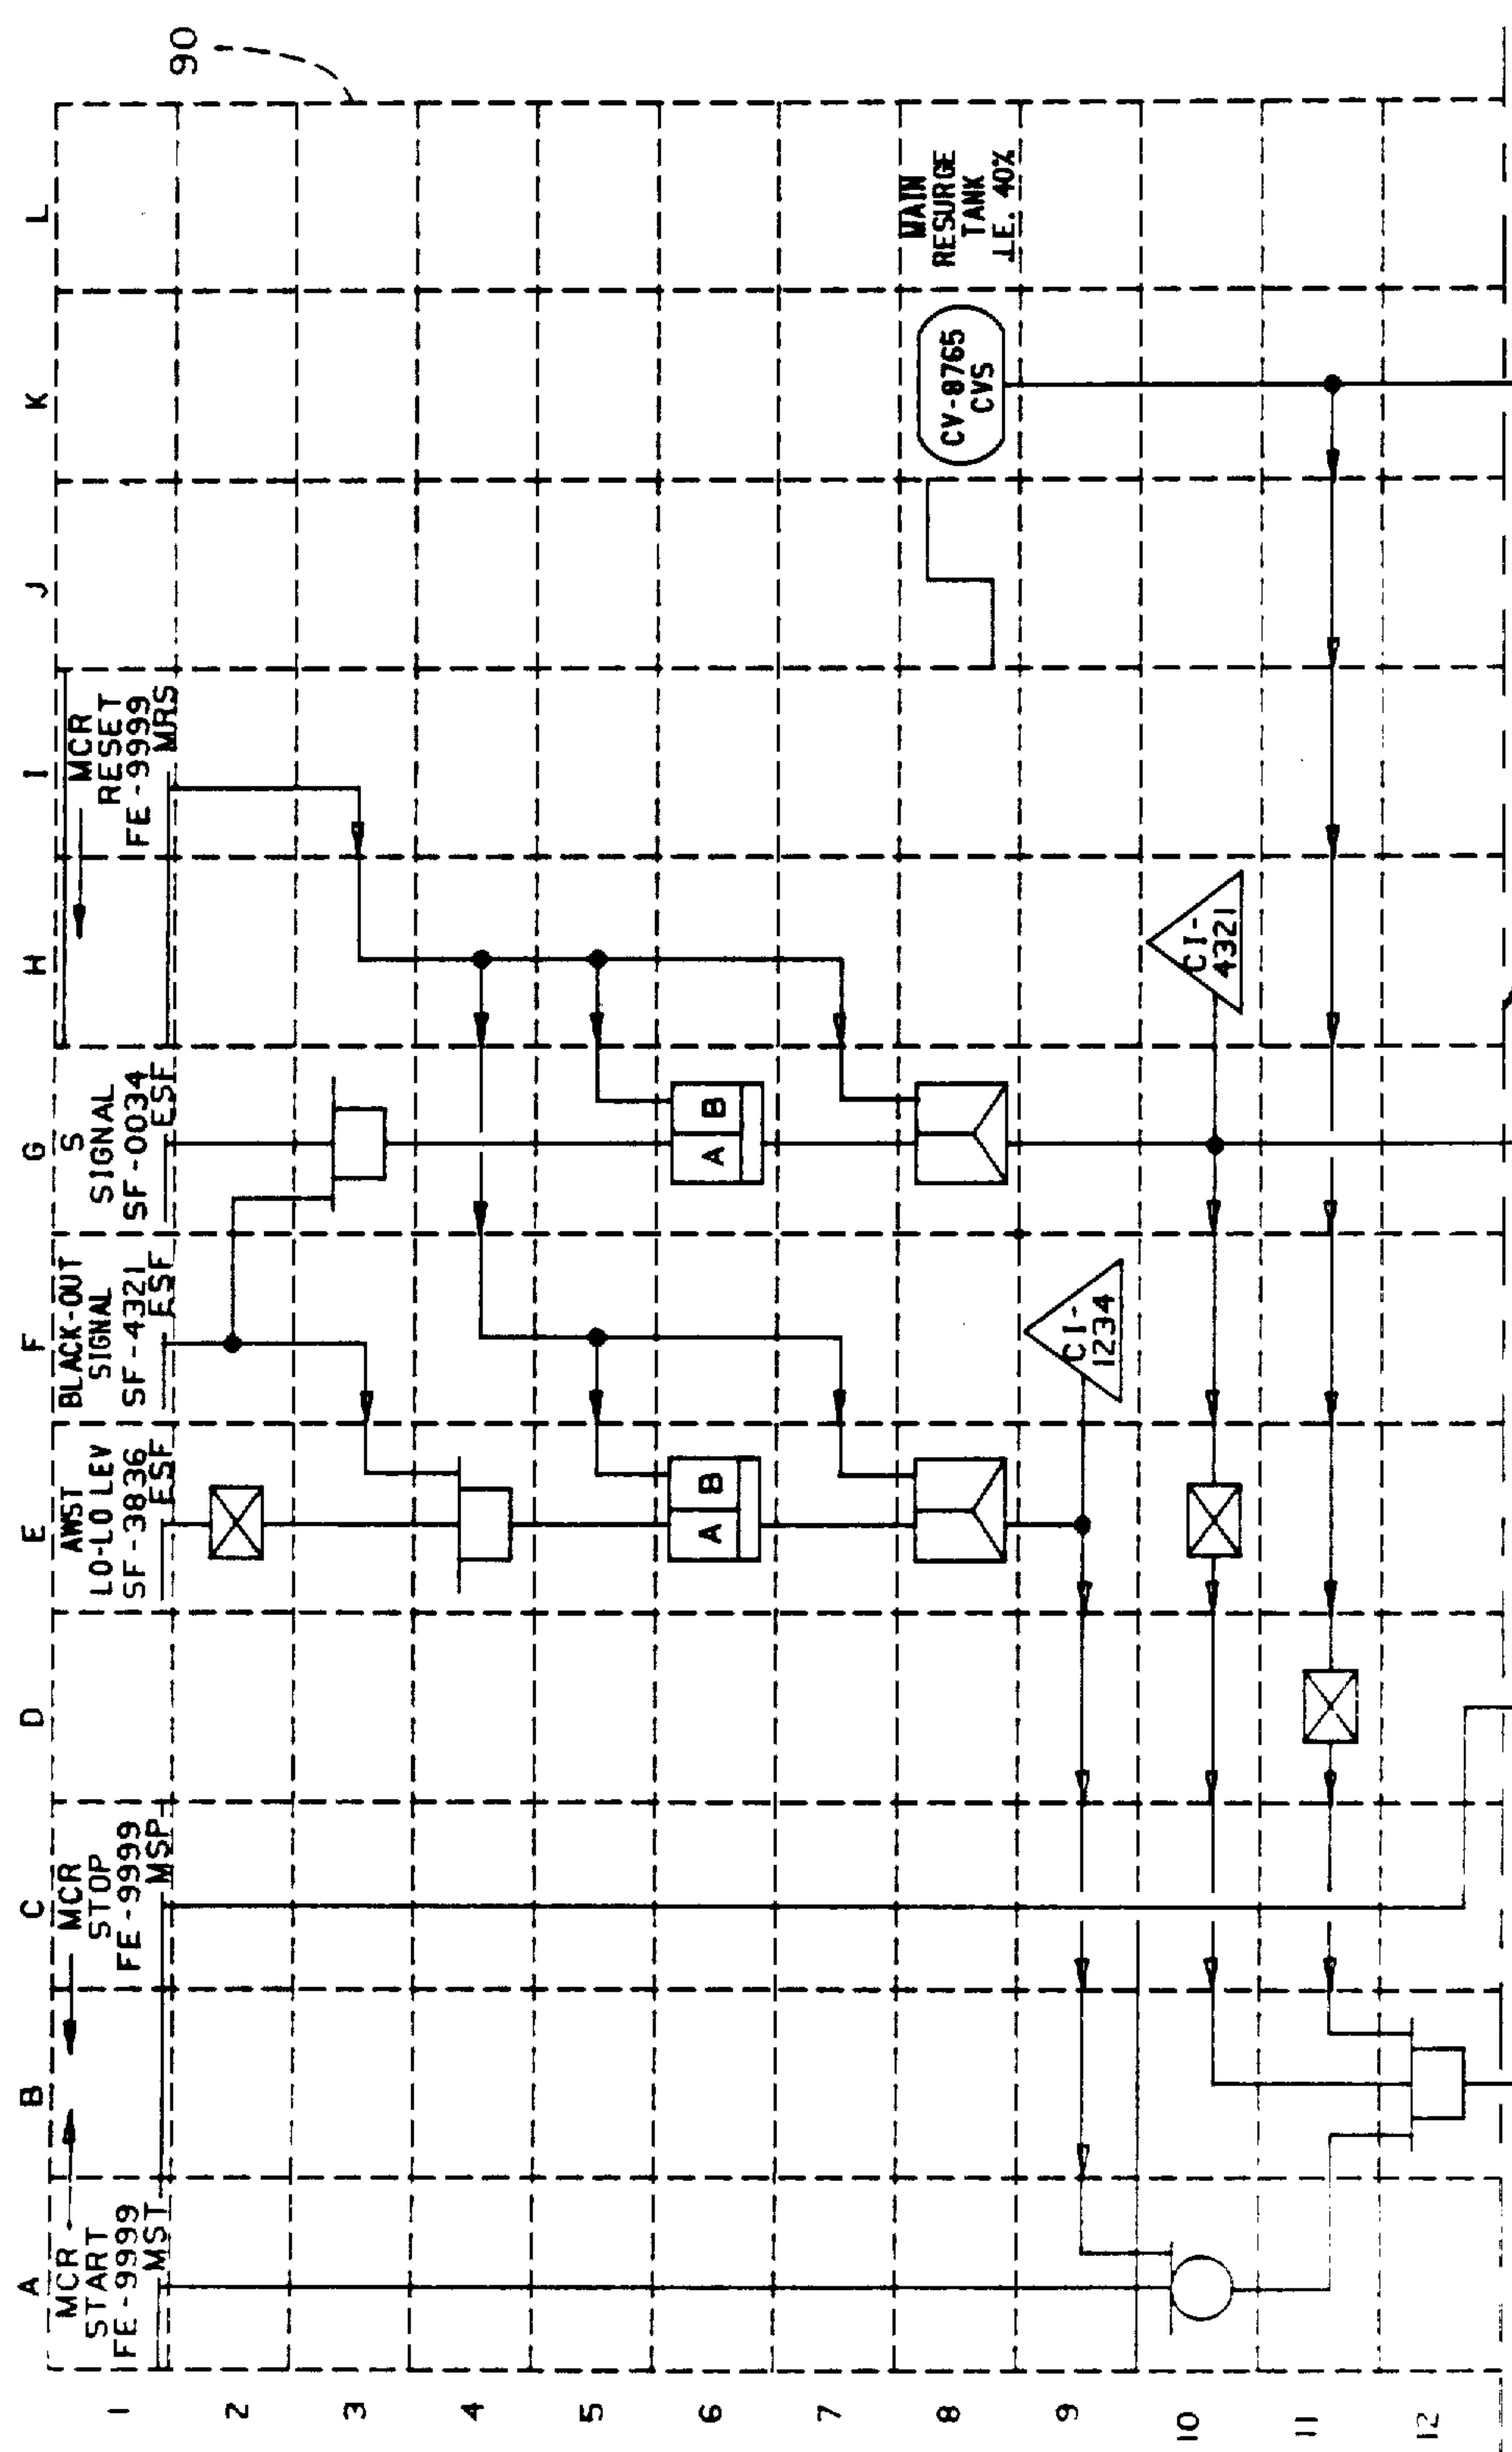 90
A B C D E F G H I J K L
MCR
START
FE-9999
MST
MCR
STOP
FE-9999
MSP
AWST
LO-LO LEV
SF-3836
ESF
BLACK-OUT
SIGNAL
SF-4321
ESF
S
SIGNAL
SF-0034
ESF
MCR
RESET
FE-9999
MRS
1
2
3
4
5
6
A B
A B
7
8
CV-8765
CVS
MAIN
RESURGE
TANK
.LE. 40%
9
CI-
1234
10
CI-
4321
11
12